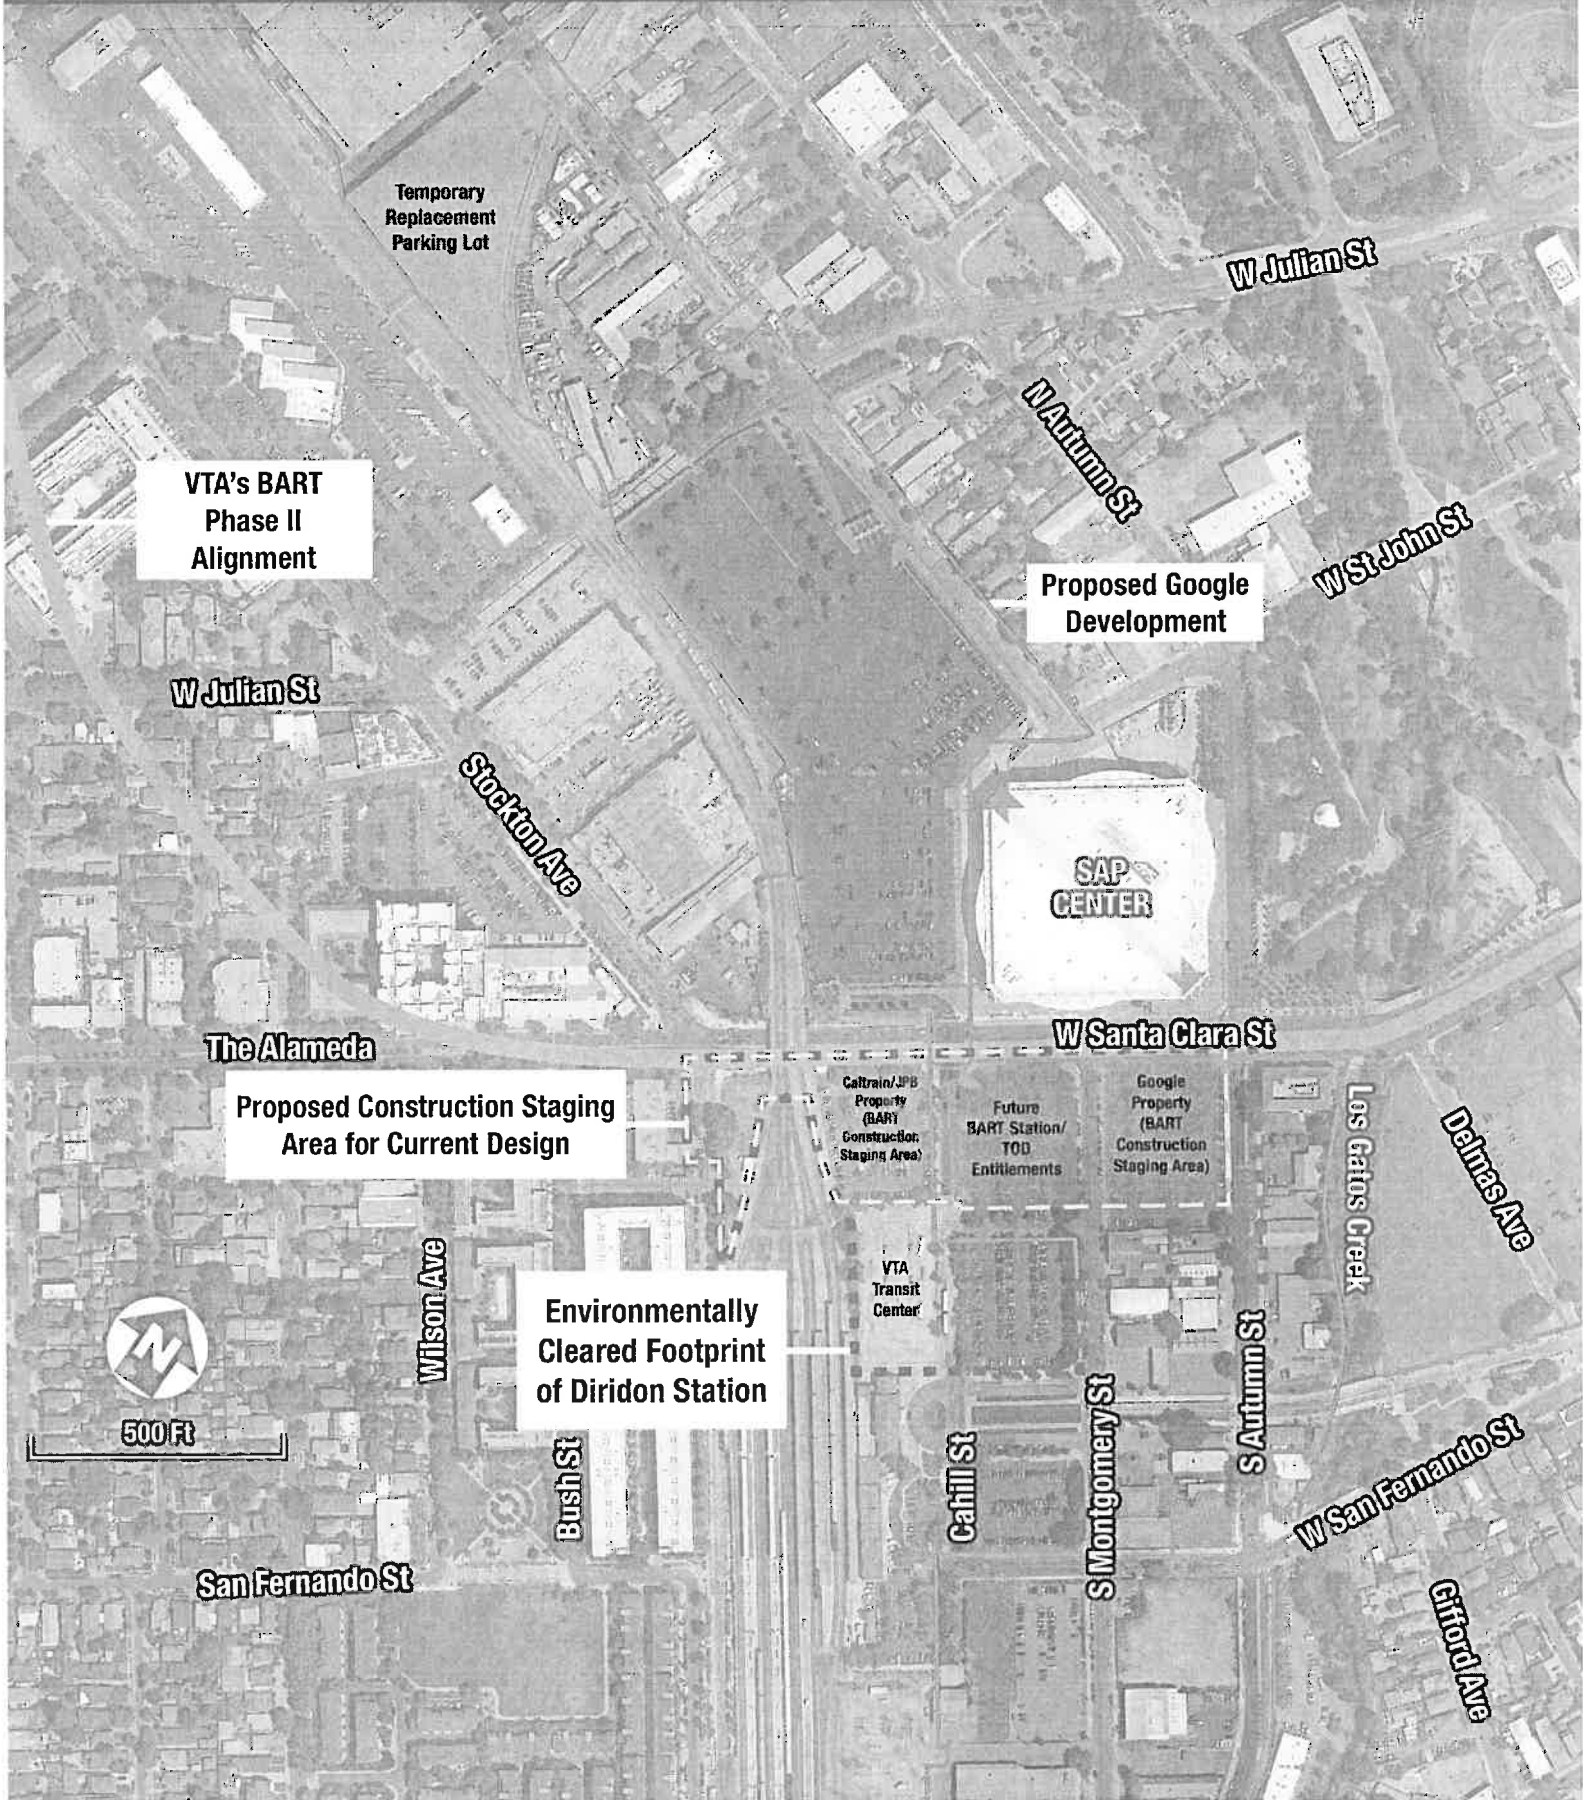 Temporary
Replacement
Parking Lot
W Julian St
N Autumn St
VTA's BART
Phase II
Alignment
W St John St
Proposed Google
Development
W Julian St
Stockton Ave
SAP
CENTER
The Alameda
W Santa Clara St
Proposed Construction Staging
Area for Current Design
Caltrain/JPB
Property
(BART
Construction
Staging Area)
Future
BART Station/
TOD
Entitlements
Google
Property
(BART
Construction
Staging Area)
Los Gatos Creek
Delmas Ave
Wilson Ave
VTA
Transit
Center
Environmentally
Cleared Footprint
of Diridon Station
N
500 Ft
Bush St
Cahill St
S Montgomery St
S Autumn St
W San Fernando St
San Fernando St
Gifford Ave